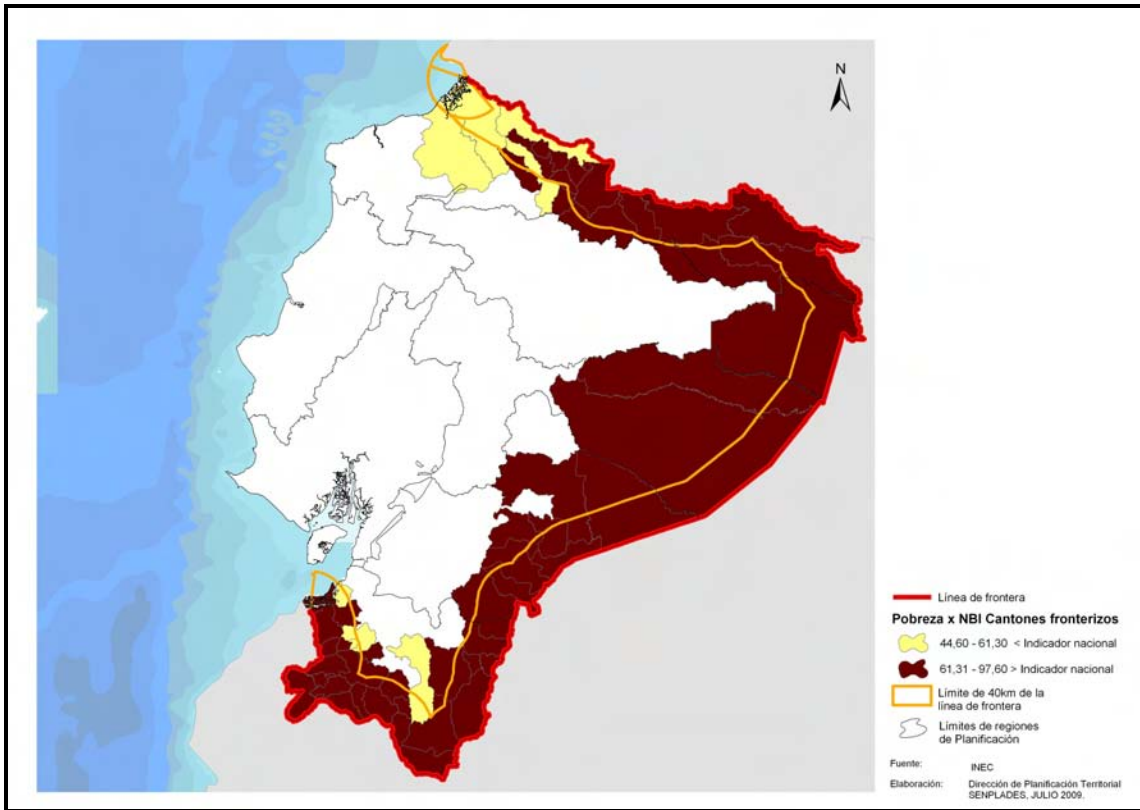 N
Línea de frontera
Pobreza x NBI Cantones fronterizos
44,60 - 61,30 < Indicador nacional
61,31 - 97,60 > Indicador nacional
Límite de 40km de la
línea de frontera
Límites de regiones
de Planificación
Fuente: INEC
Elaboración: Dirección de Planificación Territorial
SENPLADES, JULIO 2009.